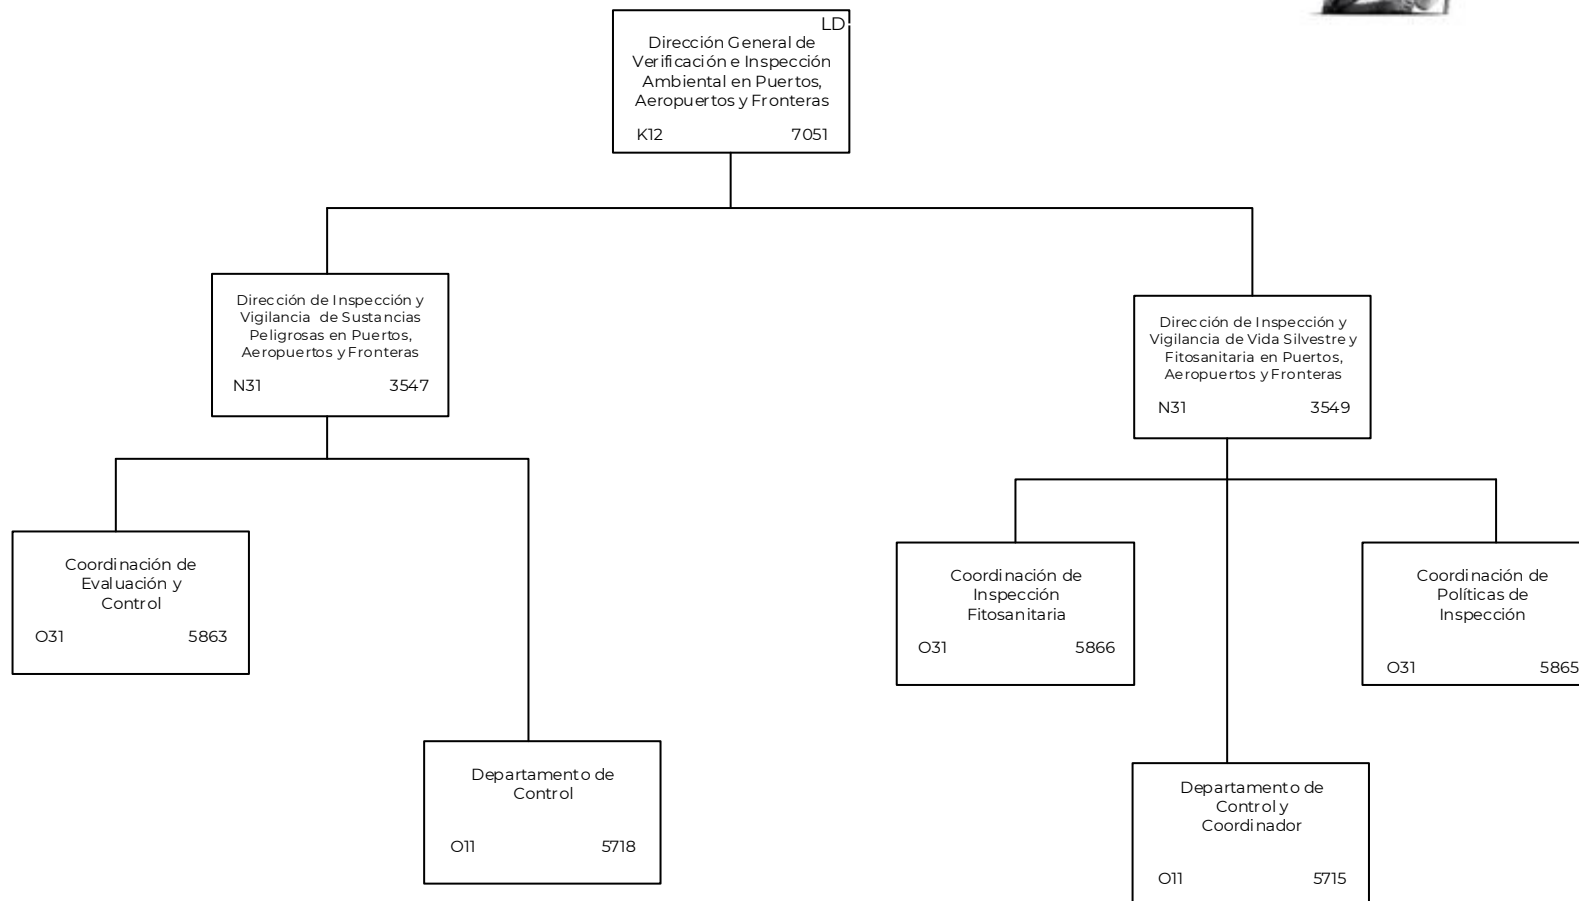 LD
Dirección General de
Verificación e Inspección
Ambiental en Puertos,
Aeropuertos y Fronteras
K12 7051
Dirección de Inspección y
Vigilancia de Sustancias
Peligrosas en Puertos,
Aeropuertos y Fronteras
N31 3547
Dirección de Inspección y
Vigilancia de Vida Silvestre y
Fitosanitaria en Puertos,
Aeropuertos y Fronteras
N31 3549
Coordinación de
Evaluación y
Control
O31 5863
Coordinación de
Inspección
Fitosanitaria
O31 5866
Coordinación de
Políticas de
Inspección
O31 5865
Departamento de
Control
O11 5718
Departamento de
Control y
Coordinador
O11 5715